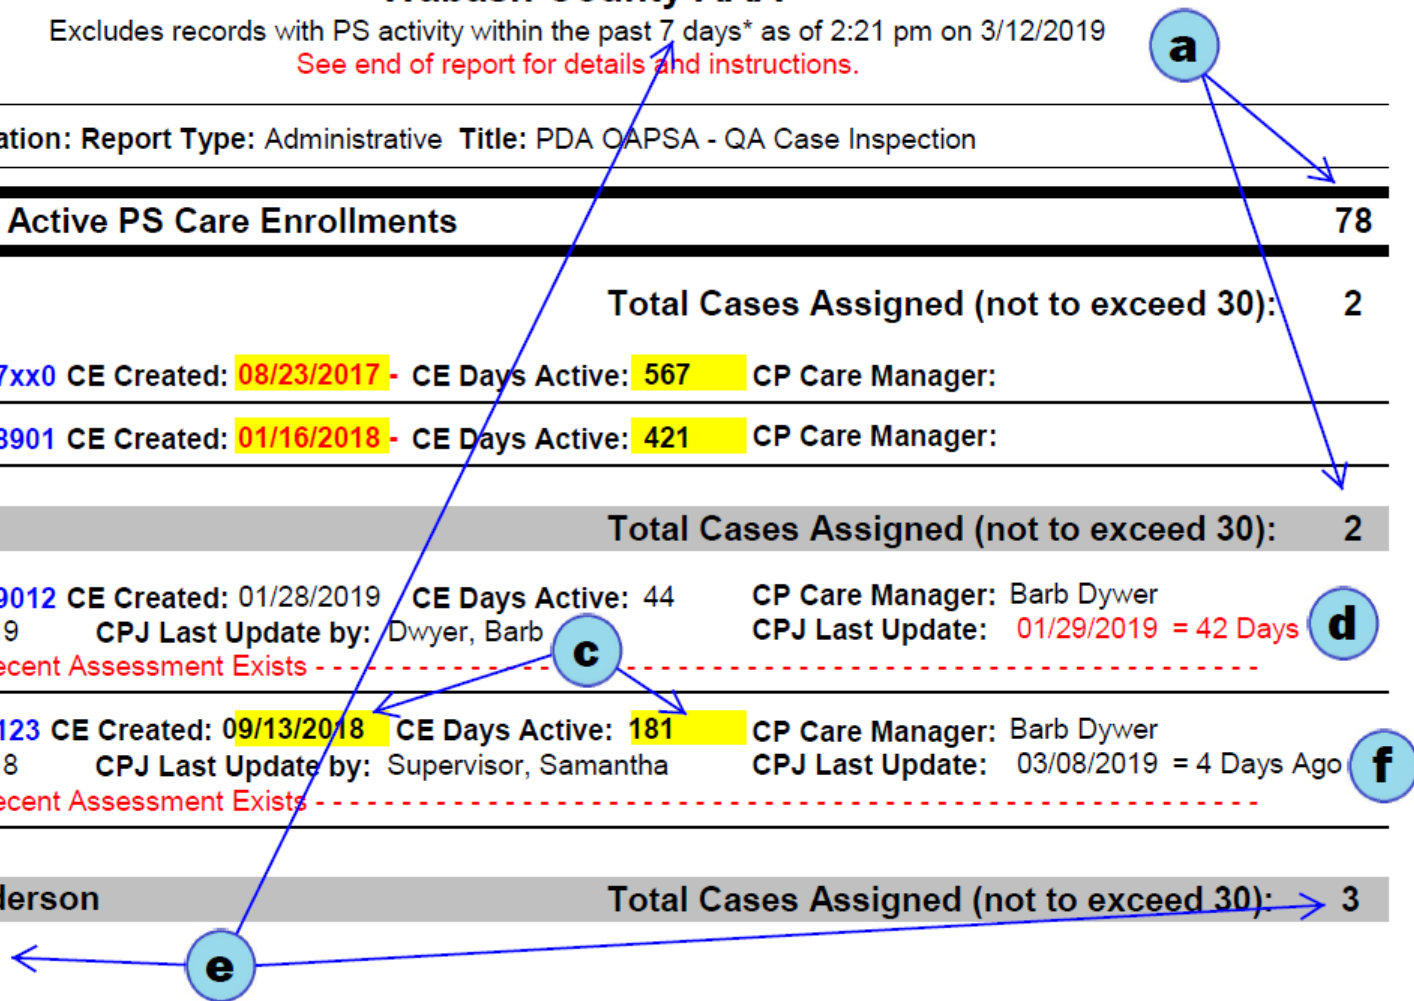 Excludes records with PS activity within the past 7 days* as of 2:21 pm on 3/12/2019
a
See end of report for details and instructions.
ation: Report Type: Administrative Title: PDA OAPSA - QA Case Inspection
Active PS Care Enrollments 78
Total Cases Assigned (not to exceed 30): 2
7xx0 CE Created: 08/23/2017 - CE Days Active: 567 CP Care Manager:
8901 CE Created: 01/16/2018 - CE Days Active: 421 CP Care Manager:
Total Cases Assigned (not to exceed 30): 2
9012 CE Created: 01/28/2019 CE Days Active: 44 CP Care Manager: Barb Dywer
9 CPJ Last Update by: Dwyer, Barb CPJ Last Update: 01/29/2019 = 42 Days d
c
ecent Assessment Exists - - - - - - - - - - - - - - - - - - - - - - - - - - - - - - - - - - - - - - - - - - - - - - - - - - - - - -
123 CE Created: 09/13/2018 CE Days Active: 181 CP Care Manager: Barb Dywer
8 CPJ Last Update by: Supervisor, Samantha CPJ Last Update: 03/08/2019 = 4 Days Ago f
ecent Assessment Exists - - - - - - - - - - - - - - - - - - - - - - - - - - - - - - - - - - - - - - - - - - - - - - - - - - - - - -
derson Total Cases Assigned (not to exceed 30): 3
e